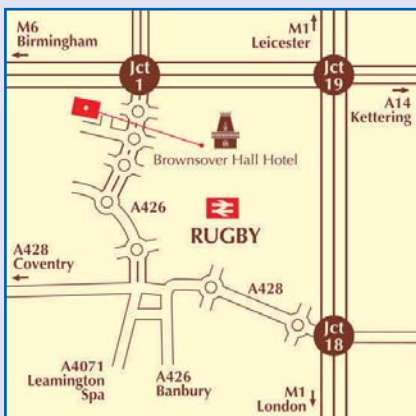 M6
Birmingham
M1
Leicester
Jct
1
Jct
19
A14
Kettering
Brownsover Hall Hotel
A426
RUGBY
A428
Coventry
A428
Jct
18
A4071
Leamington
Spa
A426
Banbury
M1
London